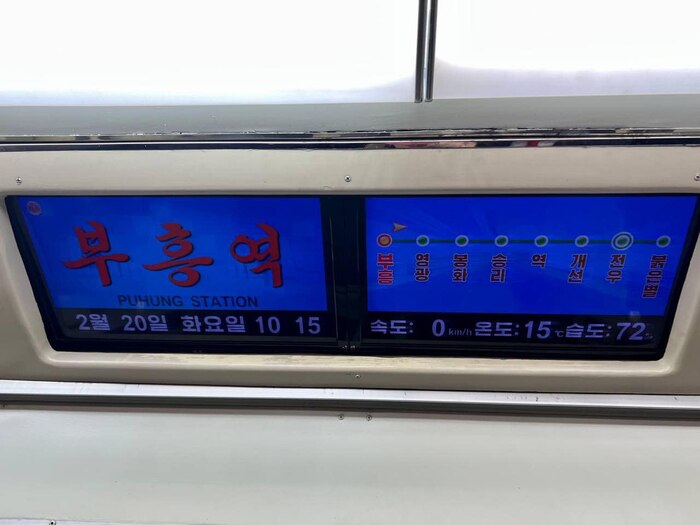 부흥역
PUHUNG STATION
2월 20일 화요일 10 15
부흥
영광
봉화
승리
역
개선
전우
붉은별
속도: 0km/h 온도:15℃ 습도:72%